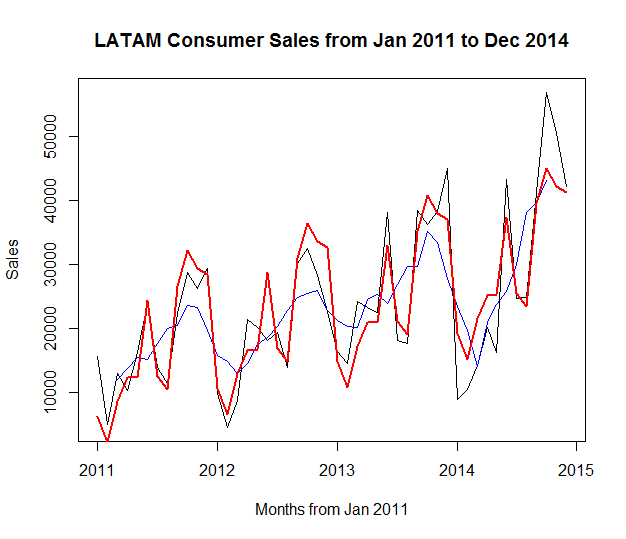 LATAM Consumer Sales from Jan 2011 to Dec 2014
Sales
50000
40000
30000
20000
10000
2011 2012 2013 2014 2015
Months from Jan 2011